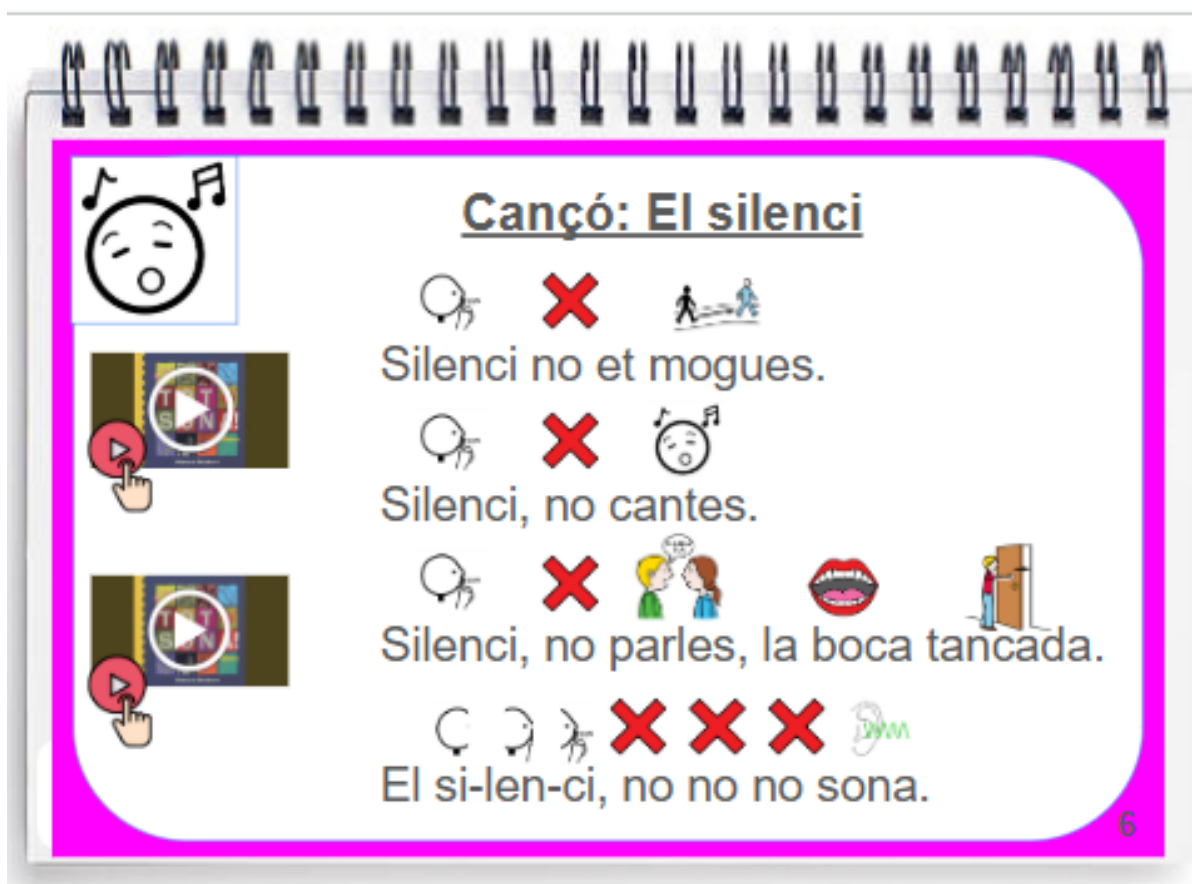 Cançó: El silenci
Silenci no et mogues.
Silenci, no cantes.
Silenci, no parles, la boca tancada.
El si-len-ci, no no no sona.
6